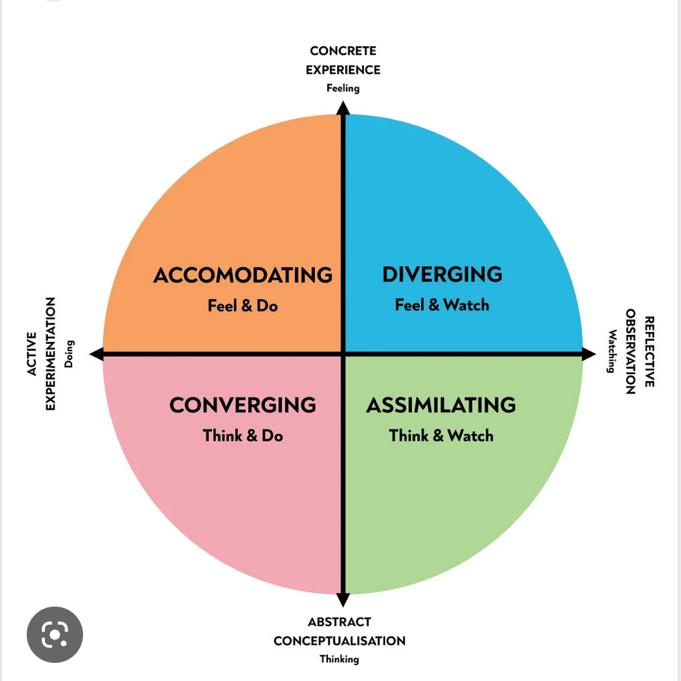 CONCRETE
EXPERIENCE
Feeling
ACCOMODATING
Feel & Do
DIVERGING
Feel & Watch
ACTIVE
EXPERIMENTATION
Doing
REFLECTIVE
OBSERVATION
Watching
CONVERGING
Think & Do
ASSIMILATING
Think & Watch
ABSTRACT
CONCEPTUALISATION
Thinking